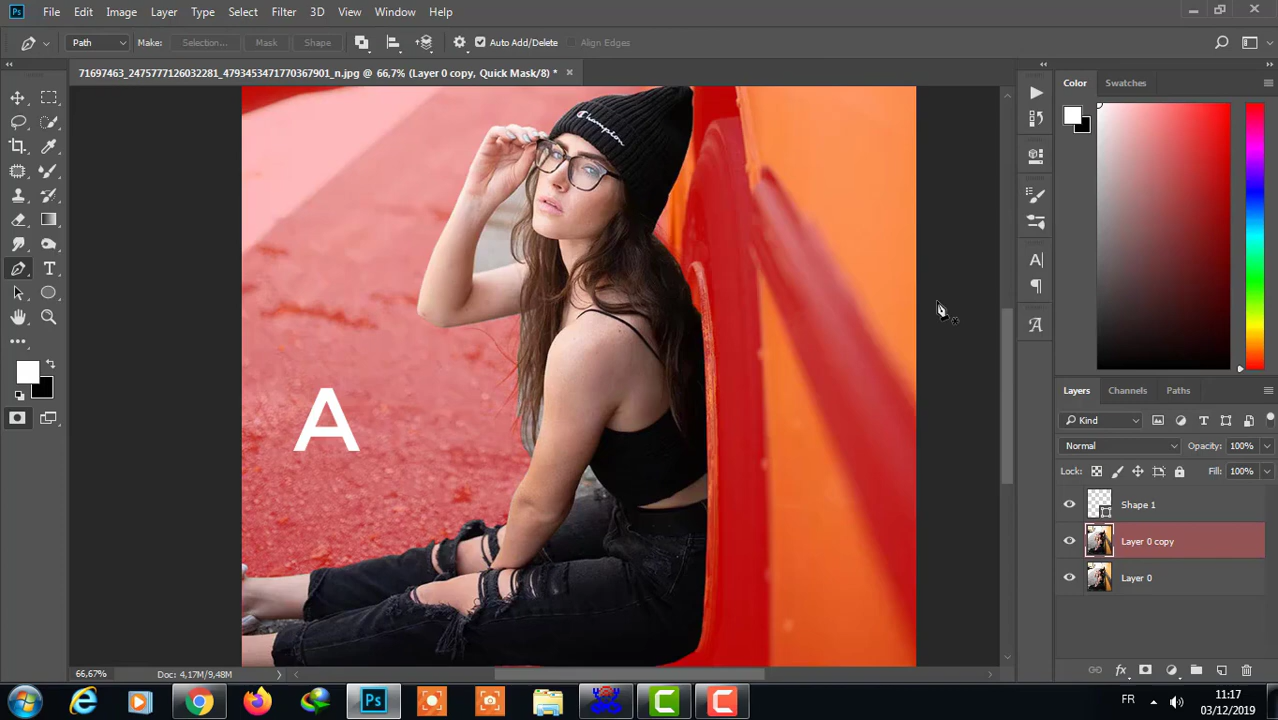 Ps File Edit Image Layer Type Select Filter 3D View Window Help
Path Make: Selection... Mask Shape Auto Add/Delete Align Edges
71697463_2475777126032281_4793453471770367901_n.jpg @ 66,7% (Layer 0 copy, Quick Mask/8) *
Color Swatches
Champion
A
Layers Channels Paths
Kind
Normal Opacity: 100%
Lock: Fill: 100%
Shape 1
Layer 0 copy
Layer 0
66,67% Doc: 4,17M/9,48M
Ps FR 11:17
03/12/2019